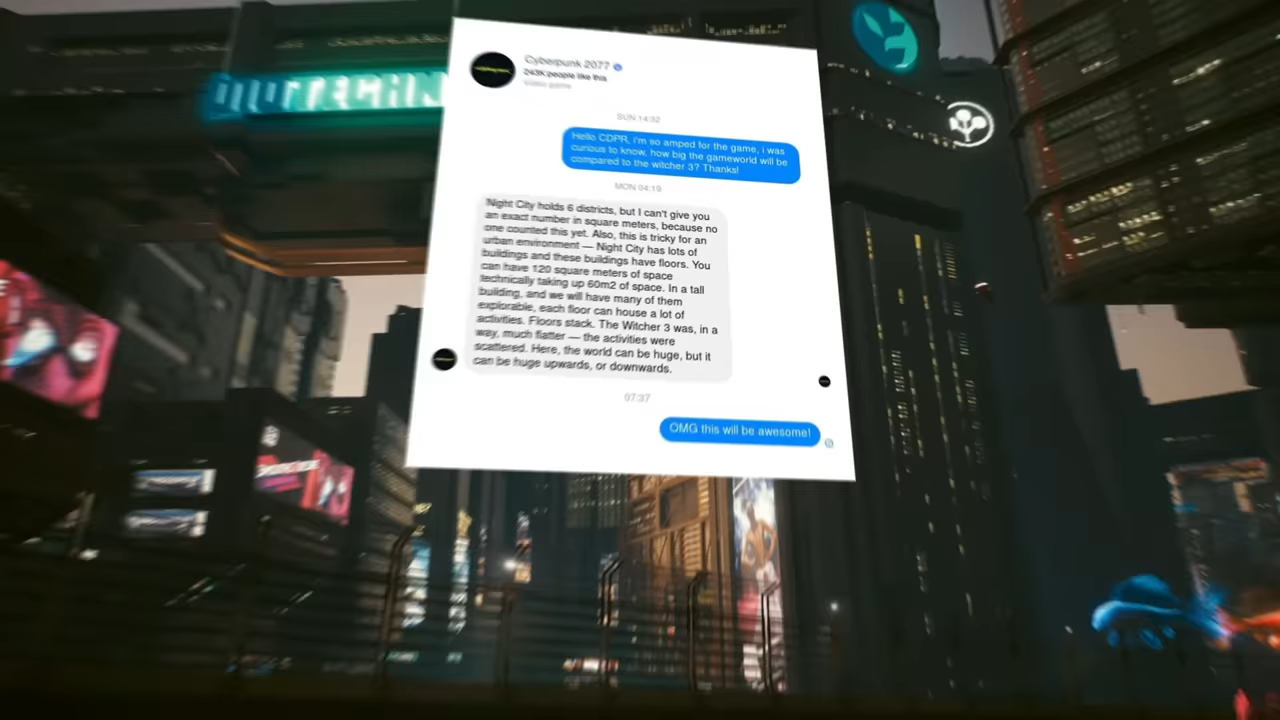 Cyberpunk 2077
243K people like this
Video game
SUN 14:32
Hello CDPR, i'm so amped for the game, i was
curious to know, how big the gameworld will be
compared to the witcher 3? Thanks!
MON 04:19
Night City holds 6 districts, but I can't give you
an exact number in square meters, because no
one counted this yet. Also, this is tricky for an
urban environment — Night City has lots of
buildings and these buildings have floors. You
can have 120 square meters of space
technically taking up 60m2 of space. In a tall
building, and we will have many of them
explorable, each floor can house a lot of
activities. Floors stack. The Witcher 3 was, in a
way, much flatter — the activities were
scattered. Here, the world can be huge, but it
can be huge upwards, or downwards.
07:37
OMG this will be awesome!